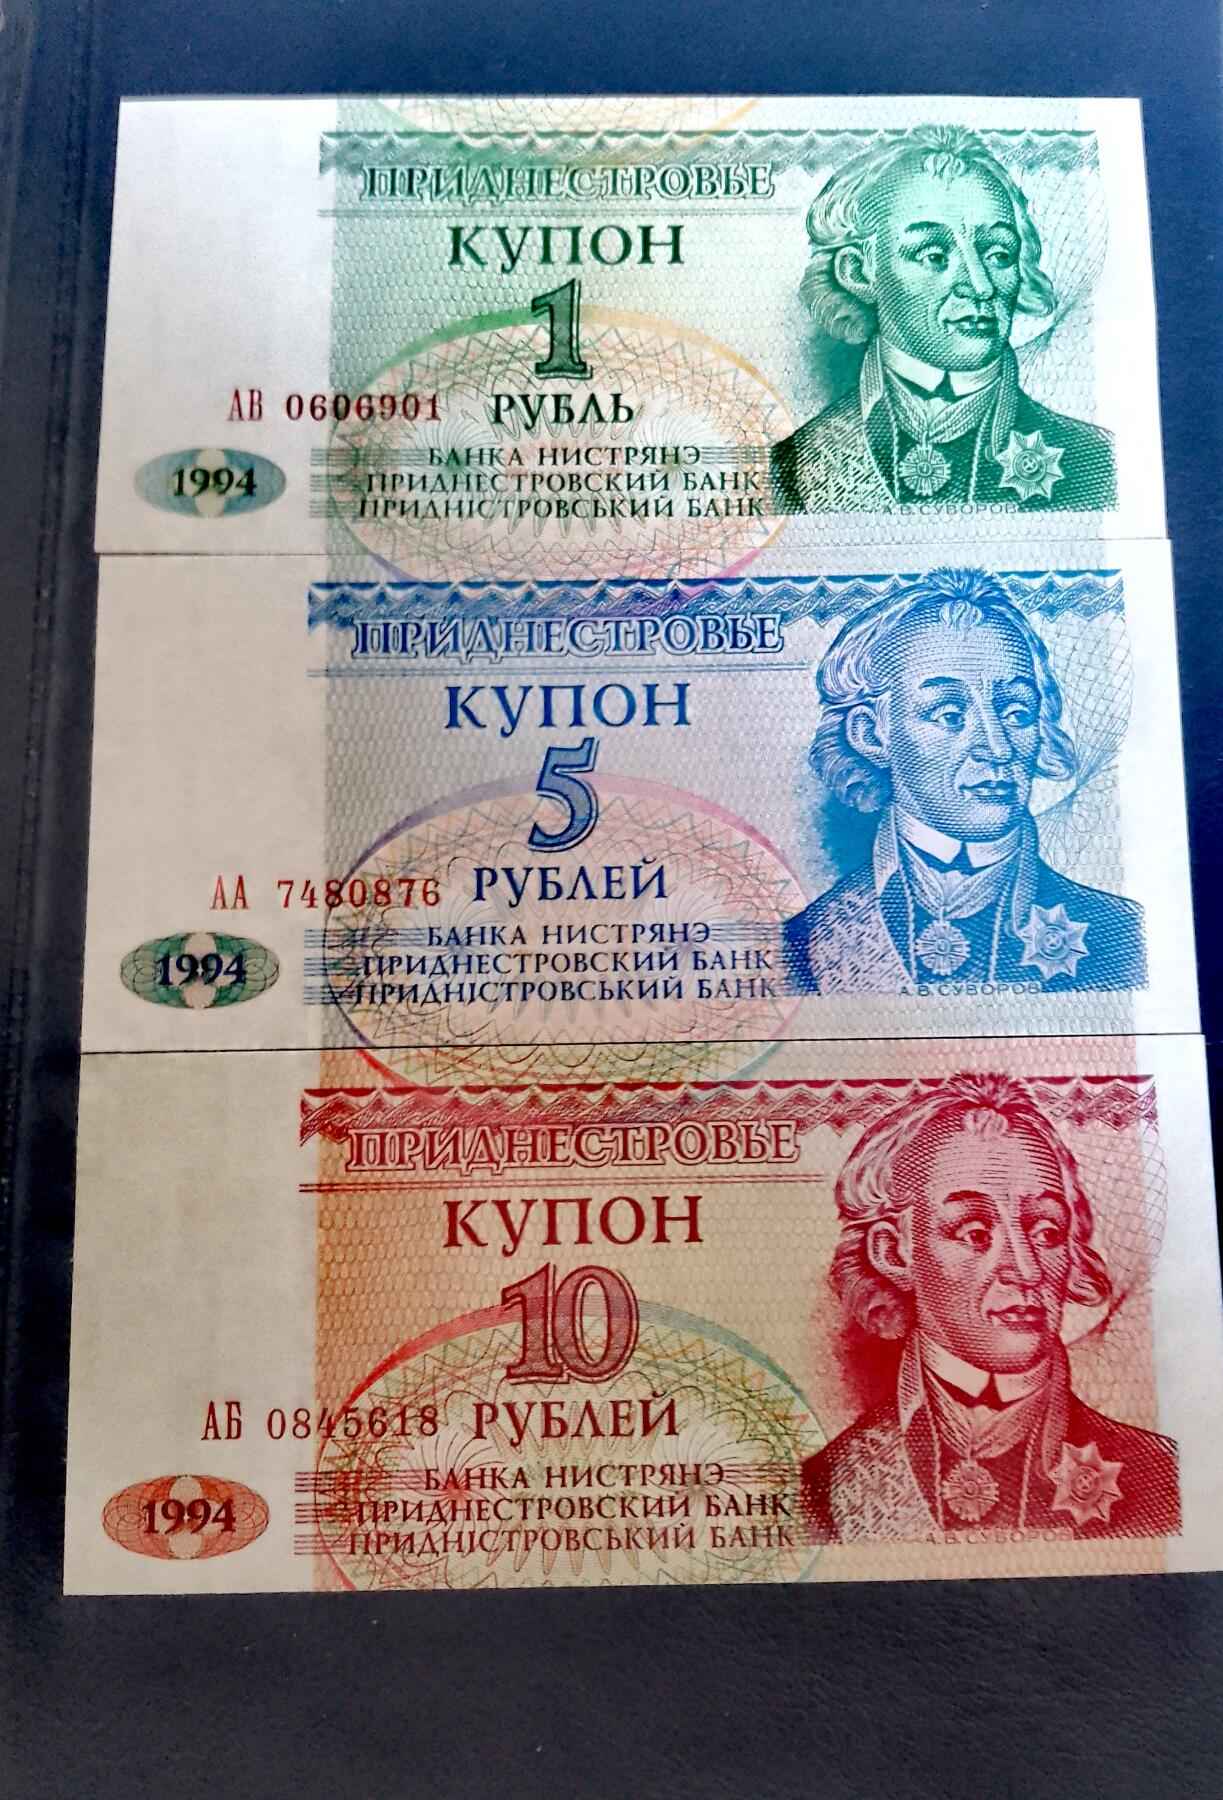 ПРИДНЕСТРОВЬЕ
КУПОН
1
АВ 0606901 РУБЛЬ
1994
БАНКА НИСТРЯНЭ
ПРИДНЕСТРОВСКИЙ БАНК
ПРИДНІСТРОВСЬКИЙ БАНК
А.В.СУВОРОВ
ПРИДНЕСТРОВЬЕ
КУПОН
5
АА 7480876 РУБЛЕЙ
1994
БАНКА НИСТРЯНЭ
ПРИДНЕСТРОВСКИЙ БАНК
ПРИДНІСТРОВСЬКИЙ БАНК
А.В.СУВОРОВ
ПРИДНЕСТРОВЬЕ
КУПОН
10
АБ 0845618 РУБЛЕЙ
1994
БАНКА НИСТРЯНЭ
ПРИДНЕСТРОВСКИЙ БАНК
ПРИДНІСТРОВСЬКИЙ БАНК
А.В.СУВОРОВ